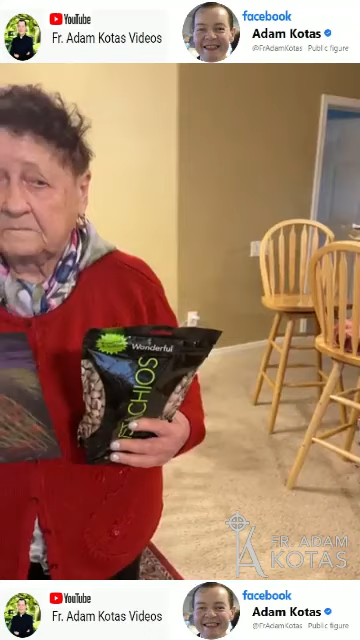 YouTube
Fr. Adam Kotas Videos
facebook
Adam Kotas
@FrAdamKotas · Public figure
Wonderful
PISTACHIOS
FR. ADAM
KOTAS
YouTube
Fr. Adam Kotas Videos
facebook
Adam Kotas
@FrAdamKotas · Public figure